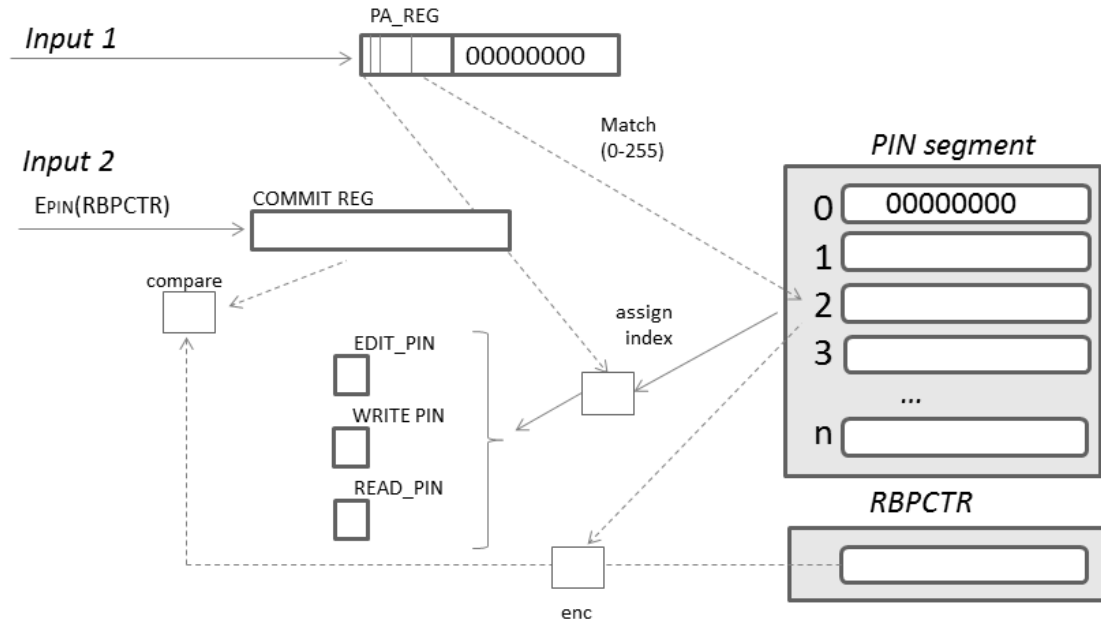 PA_REG
Input 1
00000000
Match
(0-255)
PIN segment
Input 2
EPIN(RBPCTR)
COMMIT REG
0 00000000
1
compare
2
assign
index
3
EDIT_PIN
...
WRITE PIN
n
READ_PIN
RBPCTR
enc